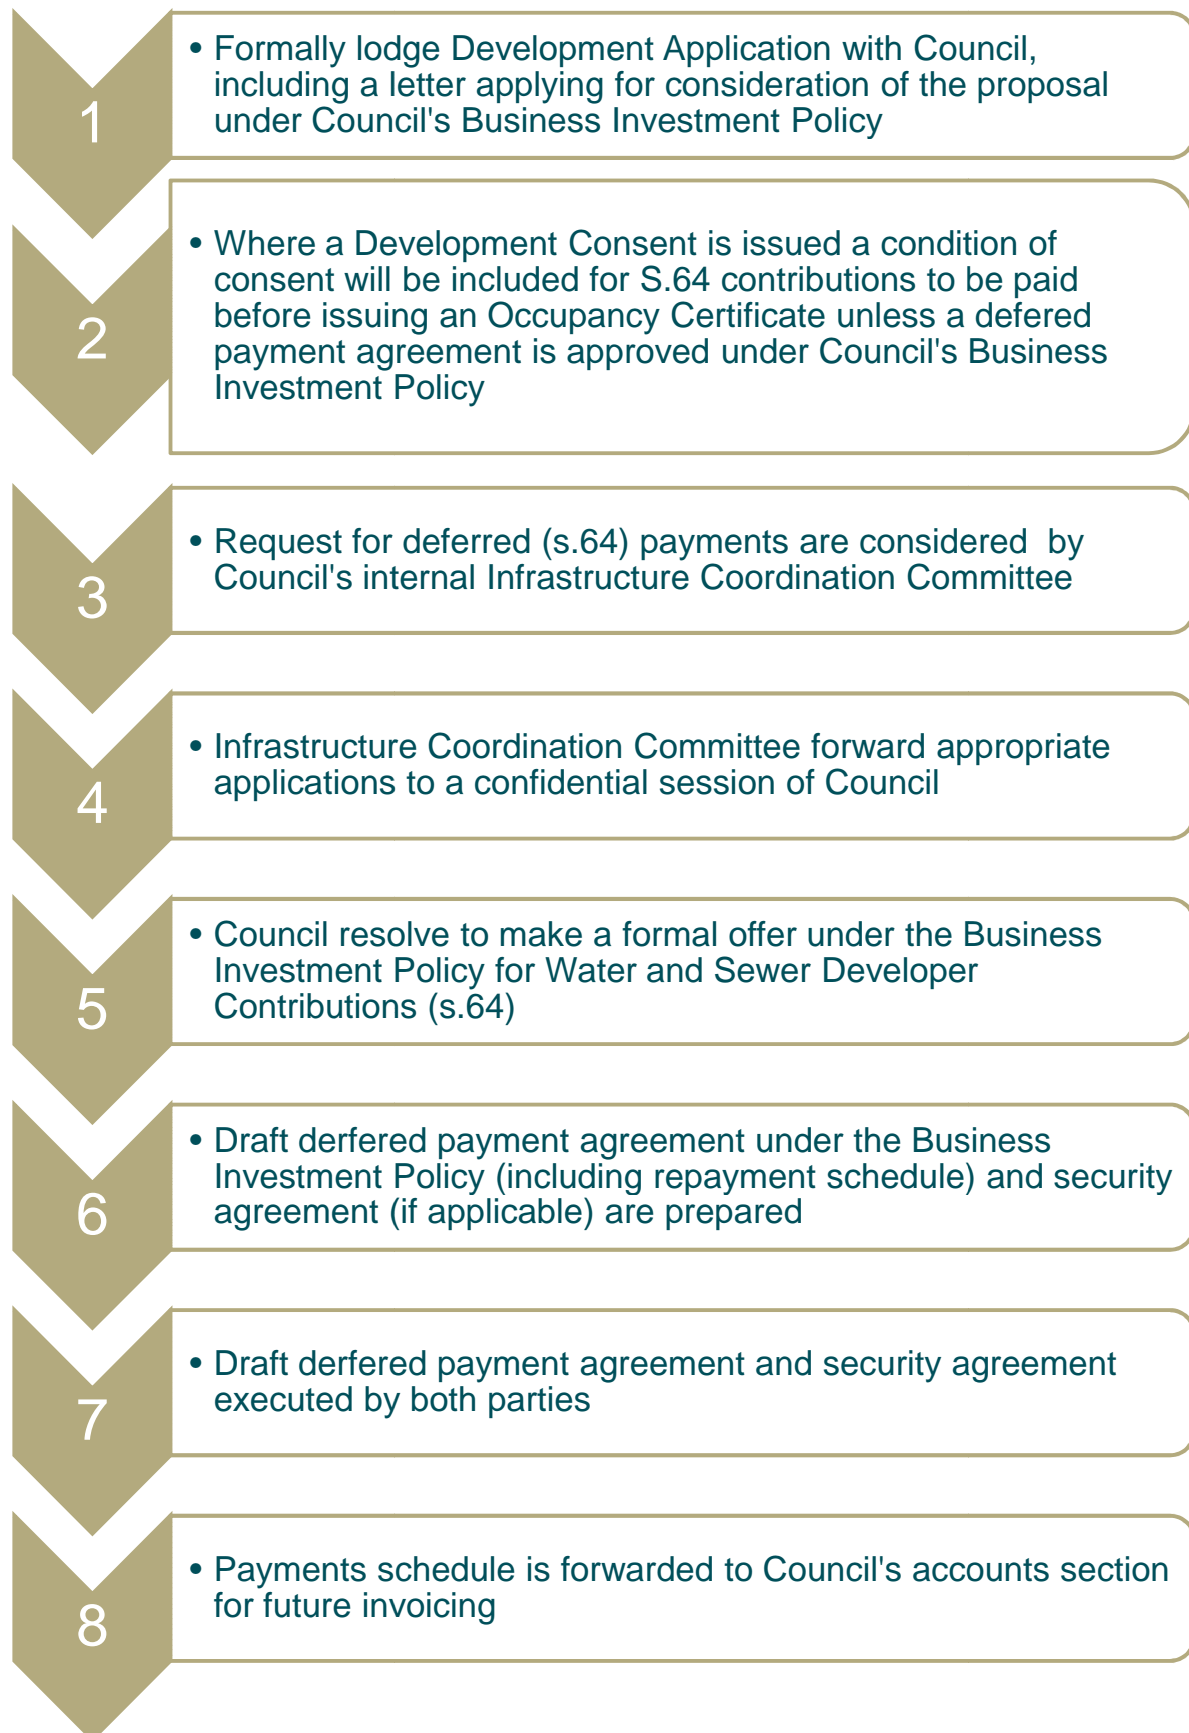 1
• Formally lodge Development Application with Council,
including a letter applying for consideration of the proposal
under Council's Business Investment Policy
2
• Where a Development Consent is issued a condition of
consent will be included for S.64 contributions to be paid
before issuing an Occupancy Certificate unless a defered
payment agreement is approved under Council's Business
Investment Policy
3
• Request for deferred (s.64) payments are considered  by
Council's internal Infrastructure Coordination Committee
4
• Infrastructure Coordination Committee forward appropriate
applications to a confidential session of Council
5
• Council resolve to make a formal offer under the Business
Investment Policy for Water and Sewer Developer
Contributions (s.64)
6
• Draft derfered payment agreement under the Business
Investment Policy (including repayment schedule) and security
agreement (if applicable) are prepared
7
• Draft derfered payment agreement and security agreement
executed by both parties
8
• Payments schedule is forwarded to Council's accounts section
for future invoicing